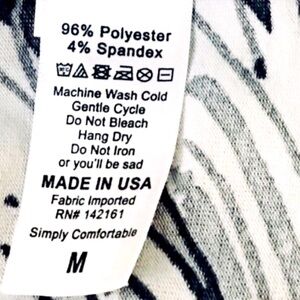 96% Polyester
4% Spandex
Machine Wash Cold
Gentle Cycle
Do Not Bleach
Hang Dry
Do Not Iron
or you'll be sad
MADE IN USA
Fabric Imported
RN# 142161
Simply Comfortable
M